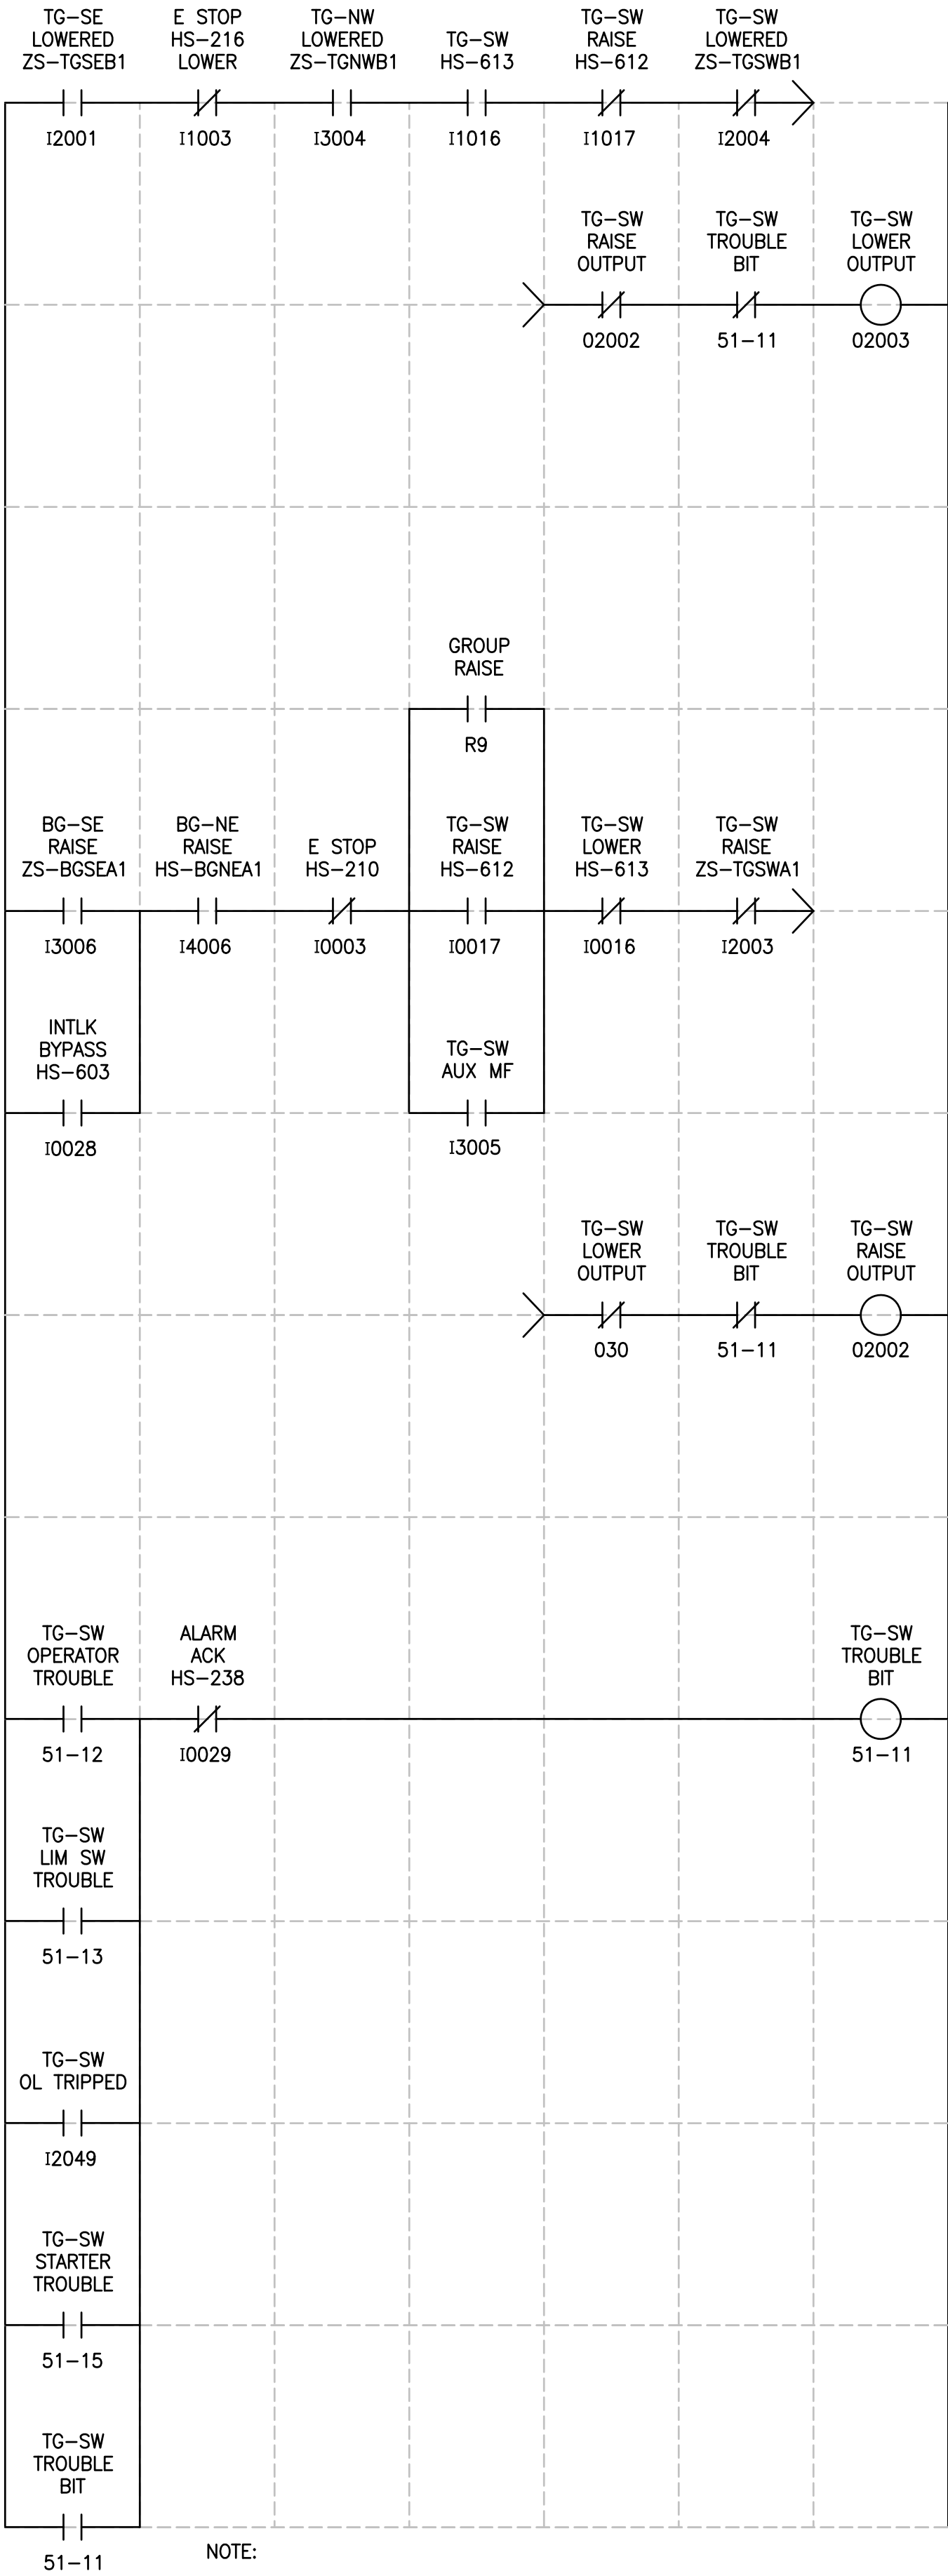 TG-SE
LOWERED
ZS-TGSEB1
E STOP
HS-216
LOWER
TG-NW
LOWERED
ZS-TGNWB1
TG-SW
HS-613
TG-SW
RAISE
HS-612
TG-SW
LOWERED
ZS-TGSWB1
I2001
I1003
I3004
I1016
I1017
I2004
TG-SW
RAISE
OUTPUT
TG-SW
TROUBLE
BIT
TG-SW
LOWER
OUTPUT
02002
51-11
02003
GROUP
RAISE
R9
BG-SE
RAISE
ZS-BGSEA1
BG-NE
RAISE
HS-BGNEA1
E STOP
HS-210
TG-SW
RAISE
HS-612
TG-SW
LOWER
HS-613
TG-SW
RAISE
ZS-TGSWA1
I3006
I4006
I0003
I0017
I0016
I2003
INTLK
BYPASS
HS-603
TG-SW
AUX MF
I0028
I3005
TG-SW
LOWER
OUTPUT
TG-SW
TROUBLE
BIT
TG-SW
RAISE
OUTPUT
030
51-11
02002
TG-SW
OPERATOR
TROUBLE
ALARM
ACK
HS-238
TG-SW
TROUBLE
BIT
51-12
I0029
51-11
TG-SW
LIM SW
TROUBLE
51-13
TG-SW
OL TRIPPED
I2049
TG-SW
STARTER
TROUBLE
51-15
TG-SW
TROUBLE
BIT
51-11
NOTE: